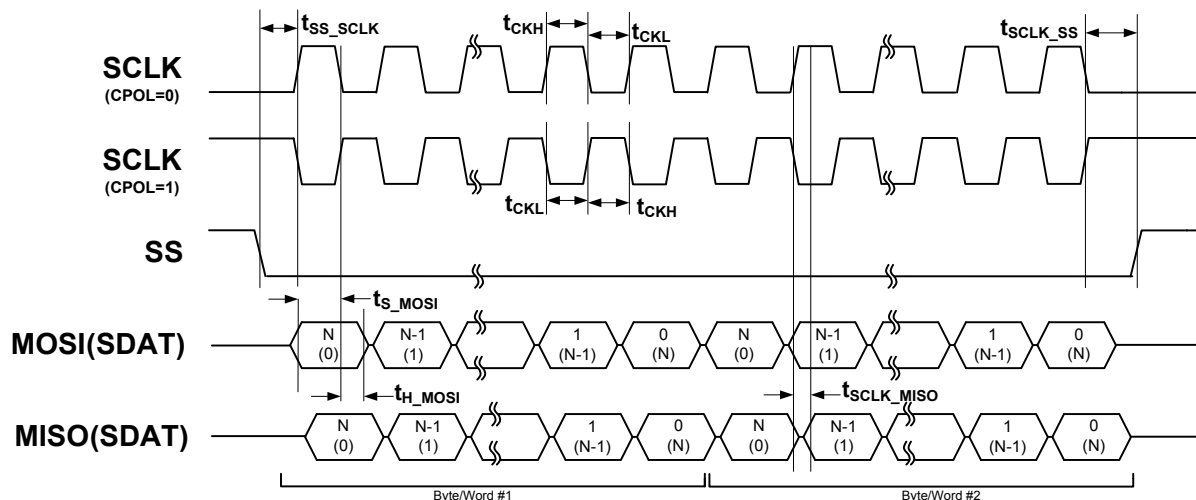 tSS_SCLK
tCKH
tCKL
tSCLK_SS
SCLK
(CPOL=0)
SCLK
(CPOL=1)
tCKL
tCKH
SS
tS_MOSI
MOSI(SDAT)
N N-1 1 0 N N-1 1 0
(0) (1) (N-1) (N) (0) (1) (N-1) (N)
tH_MOSI
tSCLK_MISO
MISO(SDAT)
N N-1 1 0 N N-1 1 0
(0) (1) (N-1) (N) (0) (1) (N-1) (N)
Byte/Word #1
Byte/Word #2